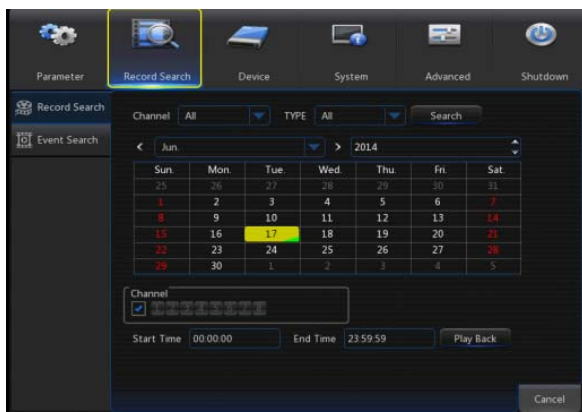 Parameter Record Search Device System Advanced Shutdown
Record Search
Event Search
Channel All TYPE All Search
< Jun. > 2014
Sun. Mon. Tue. Wed. Thu. Fri. Sat.
25 26 27 28 29 30 31
1 2 3 4 5 6 7
8 9 10 11 12 13 14
15 16 17 18 19 20 21
22 23 24 25 26 27 28
29 30 1 2 3 4 5
Channel
Start Time 00:00:00 End Time 23:59:59 Play Back
Cancel